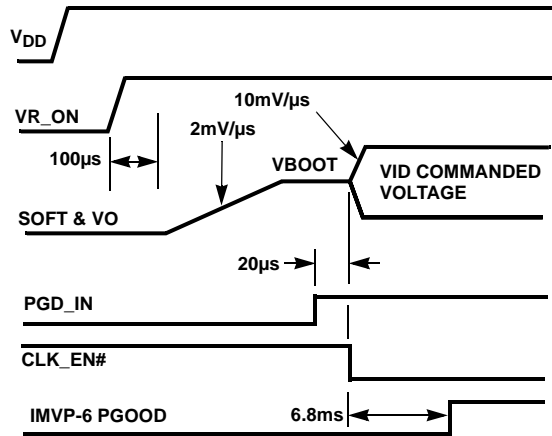 VDD
VR_ON
10mV/µs
2mV/µs
100µs
VBOOT
VID COMMANDED
VOLTAGE
SOFT & VO
20µs
PGD_IN
CLK_EN#
6.8ms
IMVP-6 PGOOD